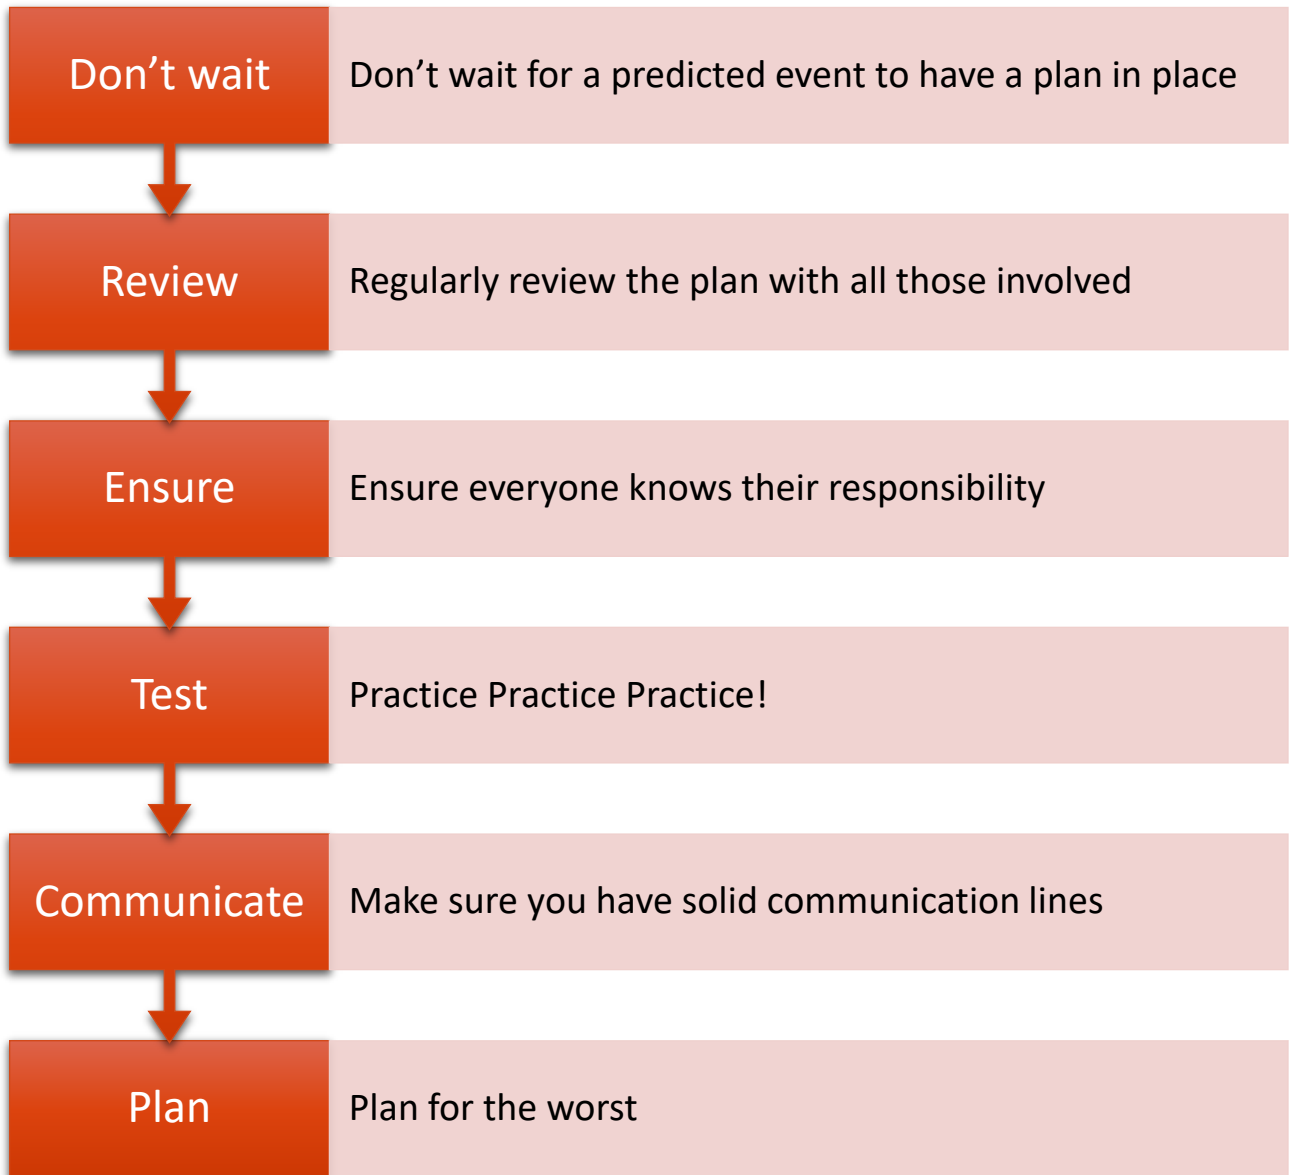 Don’t wait
Don’t wait for a predicted event to have a plan in place
Review
Regularly review the plan with all those involved
Ensure
Ensure everyone knows their responsibility
Test
Practice Practice Practice!
Communicate
Make sure you have solid communication lines
Plan
Plan for the worst